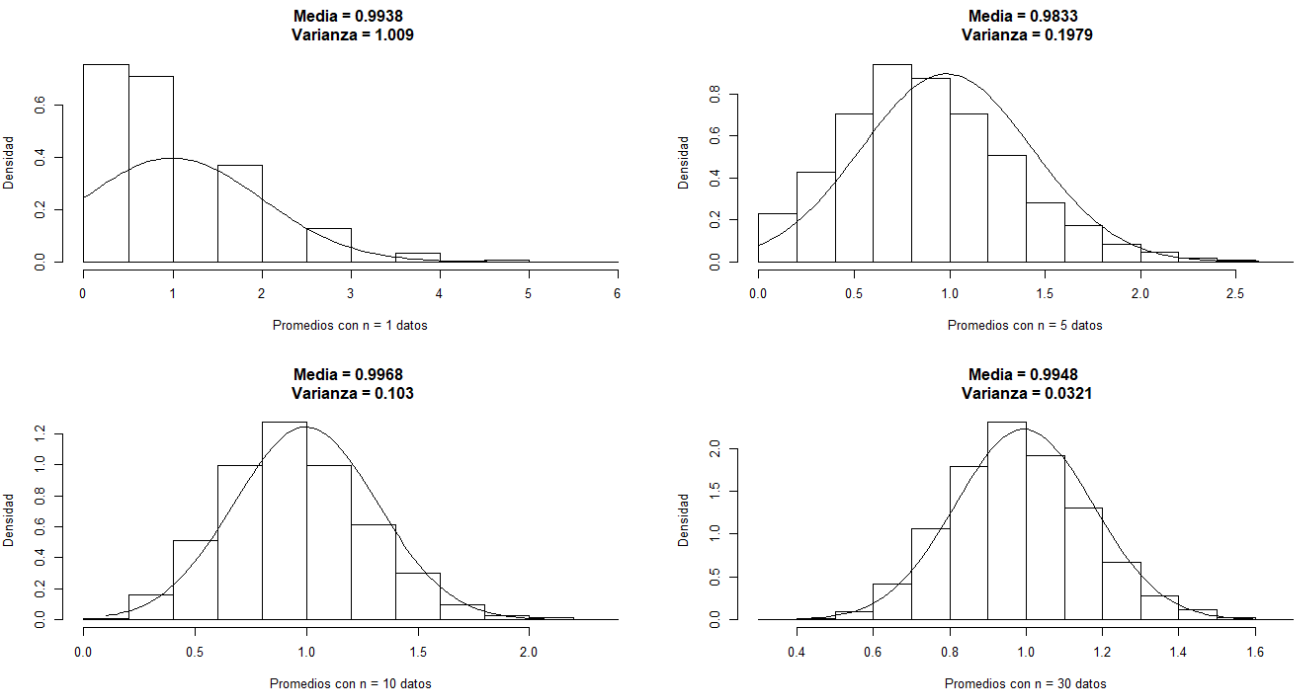 Media = 0.9938
Varianza = 1.009
Densidad
0.0 0.2 0.4 0.6
0 1 2 3 4 5 6
Promedios con n = 1 datos
Media = 0.9833
Varianza = 0.1979
Densidad
0.0 0.2 0.4 0.6 0.8
0.0 0.5 1.0 1.5 2.0 2.5
Promedios con n = 5 datos
Media = 0.9968
Varianza = 0.103
Densidad
0.0 0.2 0.4 0.6 0.8 1.0 1.2
0.0 0.5 1.0 1.5 2.0
Promedios con n = 10 datos
Media = 0.9948
Varianza = 0.0321
Densidad
0.0 0.5 1.0 1.5 2.0
0.4 0.6 0.8 1.0 1.2 1.4 1.6
Promedios con n = 30 datos